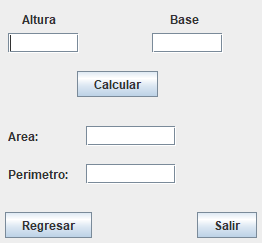 Altura Base
Calcular
Area:
Perimetro:
Regresar Salir